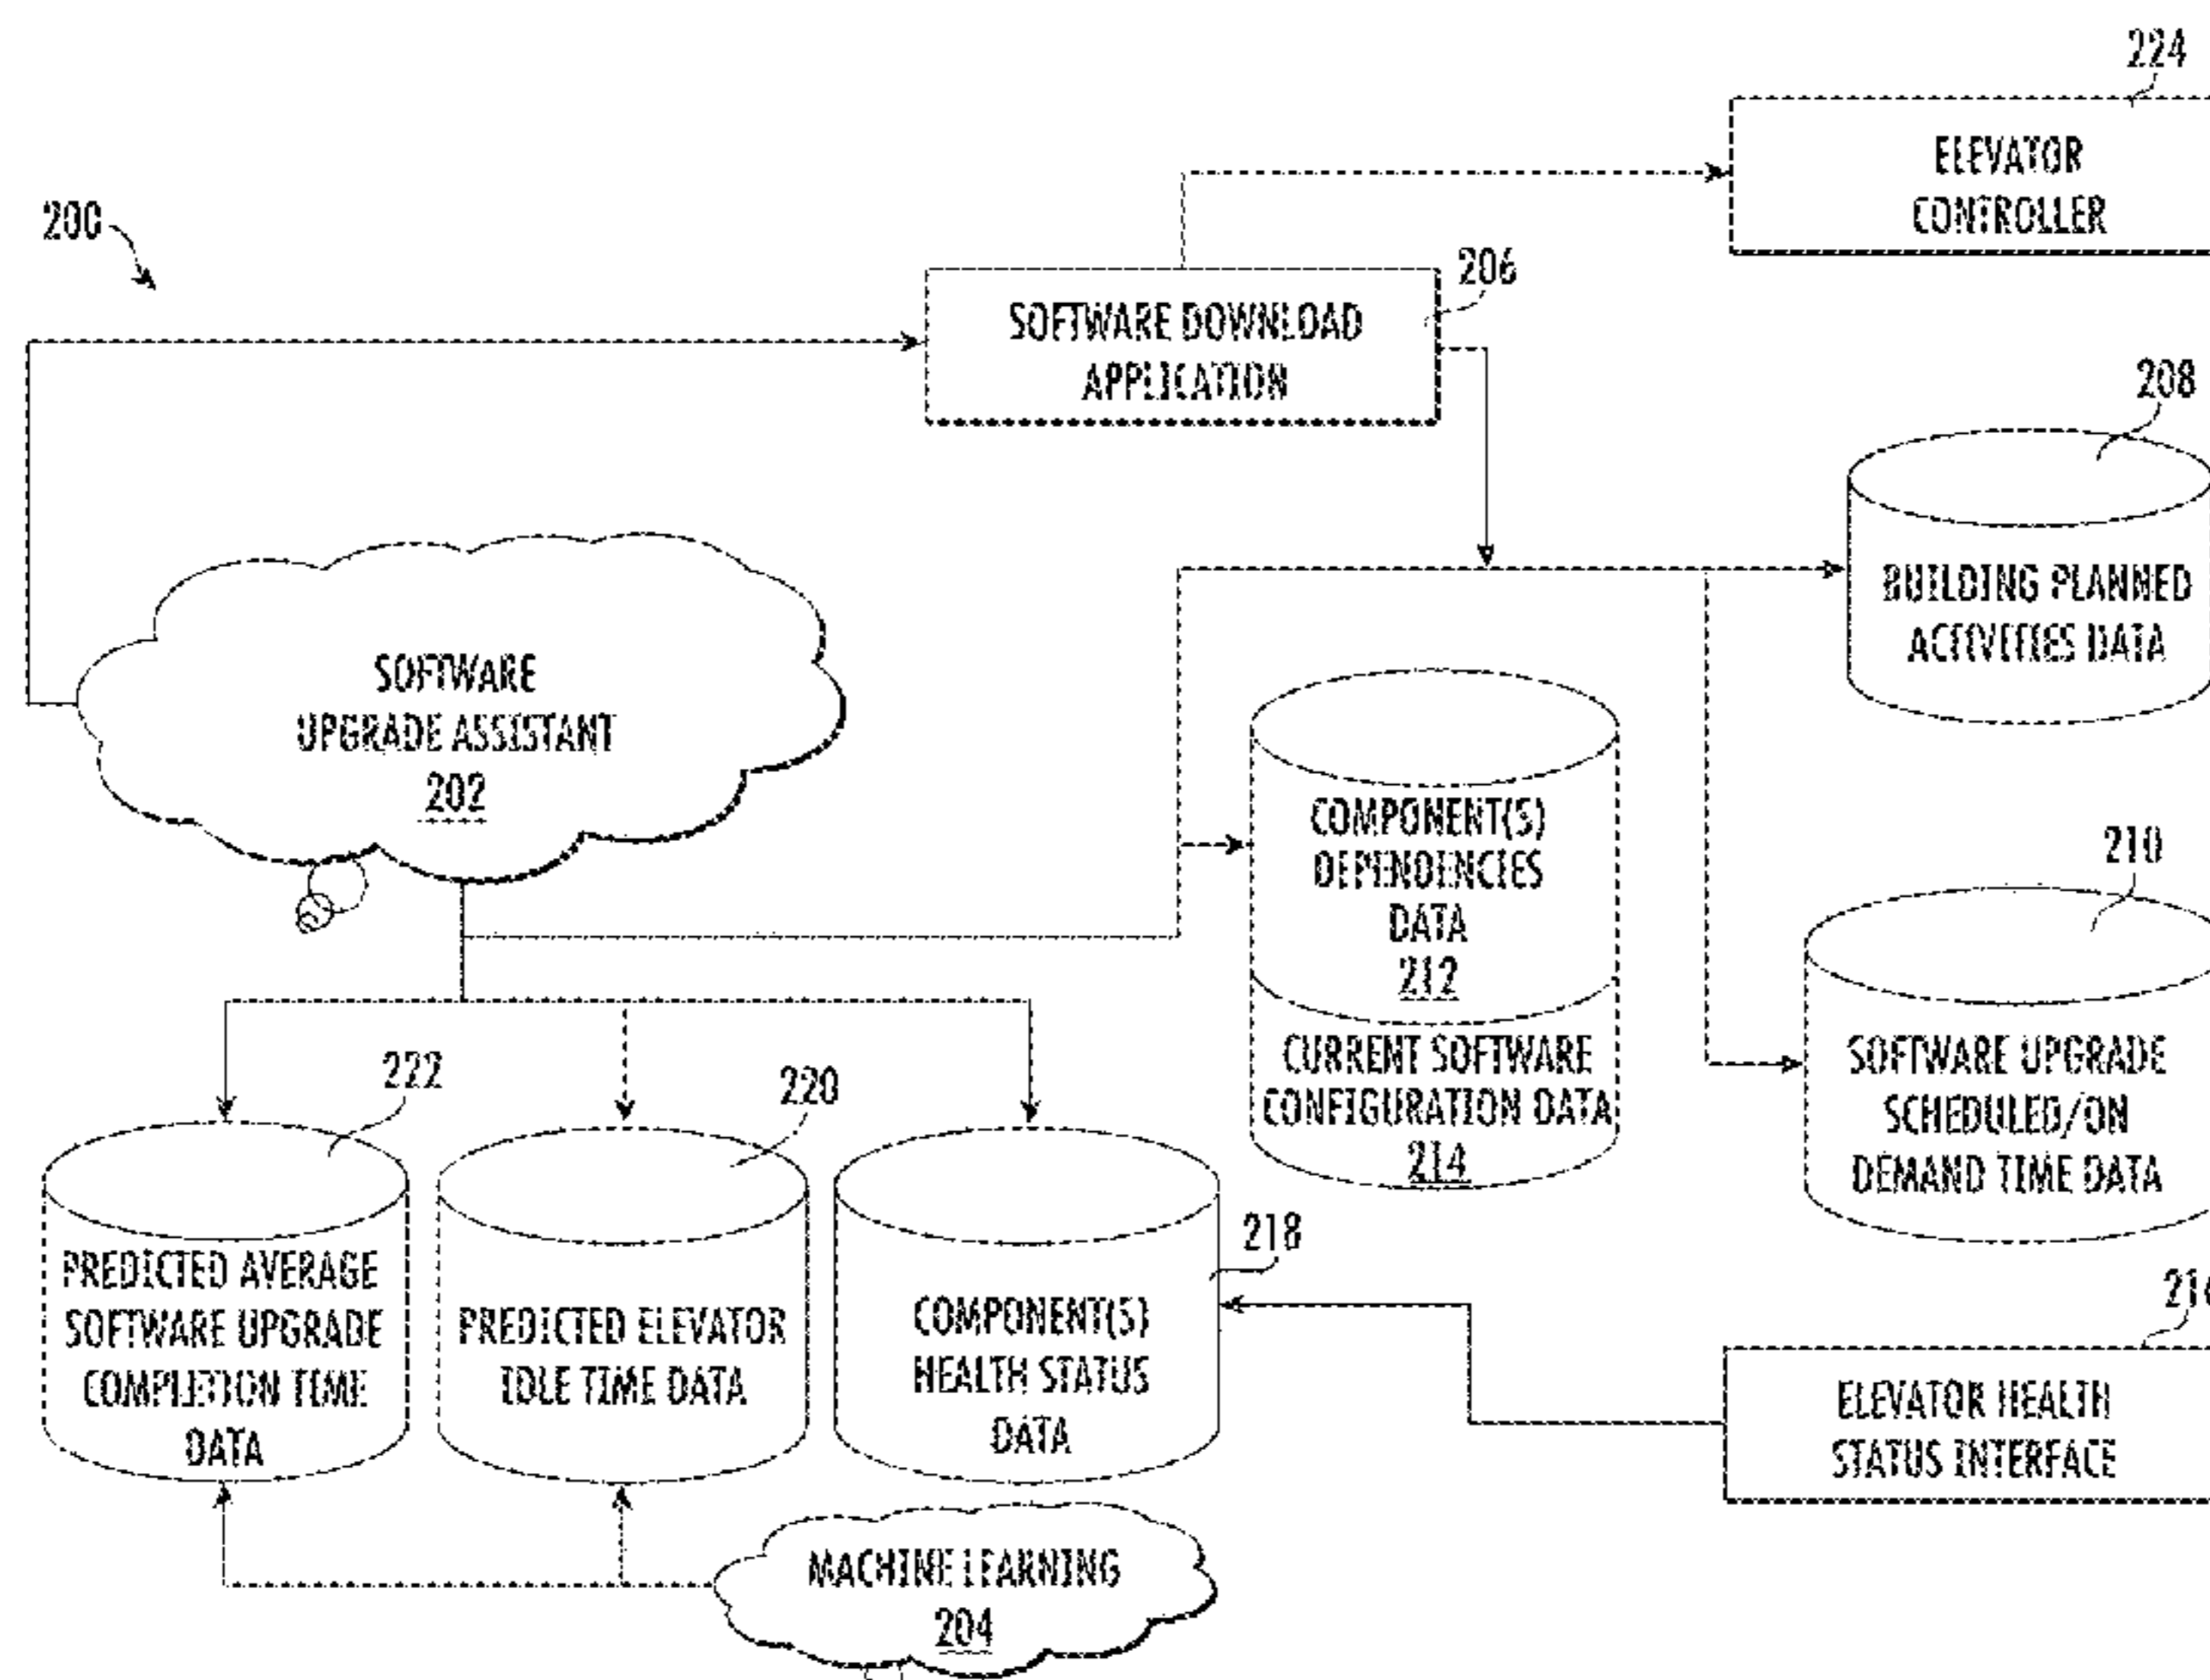 224
ELEVATOR
CONTROLLER
200
206
SOFTWARE DOWNLOAD
APPLICATION
208
BUILDING PLANNED
ACTIVITIES DATA
SOFTWARE
UPGRADE ASSISTANT
202
COMPONENT(S)
DEPENDENCIES
DATA
212
210
CURRENT SOFTWARE
CONFIGURATION DATA
214
SOFTWARE UPGRADE
SCHEDULED/ON
DEMAND TIME DATA
222
220
218
PREDICTED AVERAGE
SOFTWARE UPGRADE
COMPLETION TIME
DATA
PREDICTED ELEVATOR
IDLE TIME DATA
COMPONENT(S)
HEALTH STATUS
DATA
216
ELEVATOR HEALTH
STATUS INTERFACE
MACHINE LEARNING
204